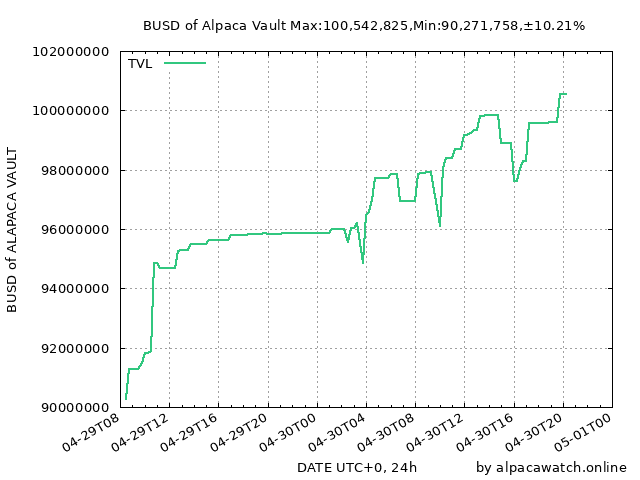 BUSD of Alpaca Vault Max:100,542,825,Min:90,271,758,±10.21%
TVL
102000000
100000000
98000000
96000000
94000000
92000000
90000000
BUSD of ALAPACA VAULT
04-29T08
04-29T12
04-29T16
04-29T20
04-30T00
04-30T04
04-30T08
04-30T12
04-30T16
04-30T20
05-01T00
DATE UTC+0, 24h
by alpacawatch.online